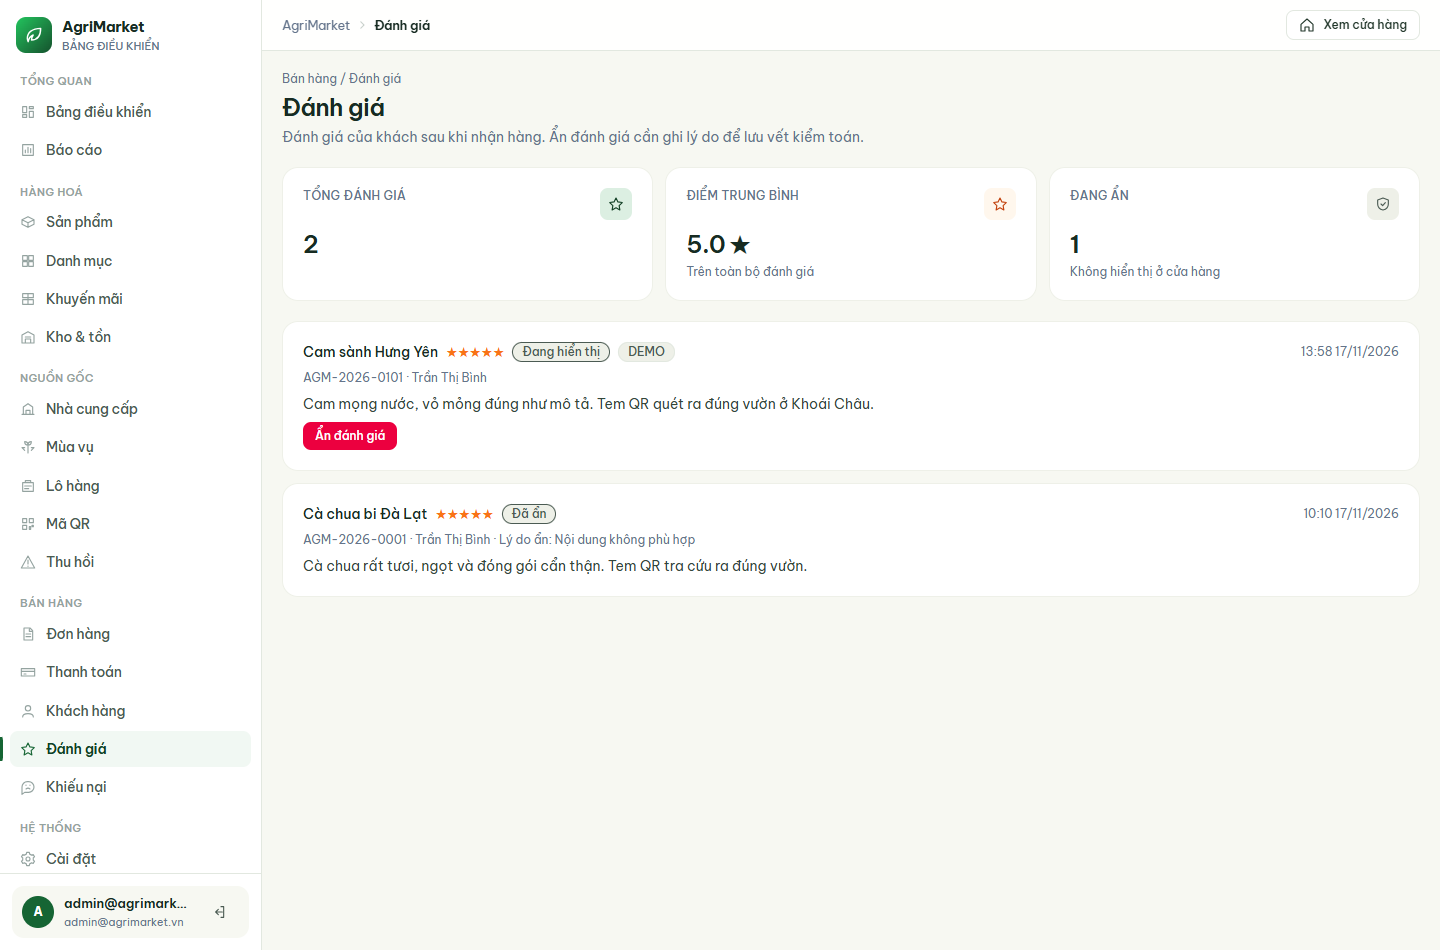 AgriMarket
BẢNG ĐIỀU KHIỂN
TỔNG QUAN
Bảng điều khiển
Báo cáo
HÀNG HOÁ
Sản phẩm
Danh mục
Khuyến mãi
Kho & tồn
NGUỒN GỐC
Nhà cung cấp
Mùa vụ
Lô hàng
Mã QR
Thu hồi
BÁN HÀNG
Đơn hàng
Thanh toán
Khách hàng
Đánh giá
Khiếu nại
HỆ THỐNG
Cài đặt
A
admin@agrimark...
admin@agrimarket.vn
AgriMarket > Đánh giá
Xem cửa hàng
Bán hàng / Đánh giá
Đánh giá
Đánh giá của khách sau khi nhận hàng. Ẩn đánh giá cần ghi lý do để lưu vết kiểm toán.
TỔNG ĐÁNH GIÁ
2
ĐIỂM TRUNG BÌNH
5.0 ★
Trên toàn bộ đánh giá
ĐANG ẨN
1
Không hiển thị ở cửa hàng
Cam sành Hưng Yên ★★★★★ Đang hiển thị DEMO 13:58 17/11/2026
AGM-2026-0101 · Trần Thị Bình
Cam mọng nước, vỏ mỏng đúng như mô tả. Tem QR quét ra đúng vườn ở Khoái Châu.
Ẩn đánh giá
Cà chua bi Đà Lạt ★★★★★ Đã ẩn 10:10 17/11/2026
AGM-2026-0001 · Trần Thị Bình · Lý do ẩn: Nội dung không phù hợp
Cà chua rất tươi, ngọt và đóng gói cẩn thận. Tem QR tra cứu ra đúng vườn.